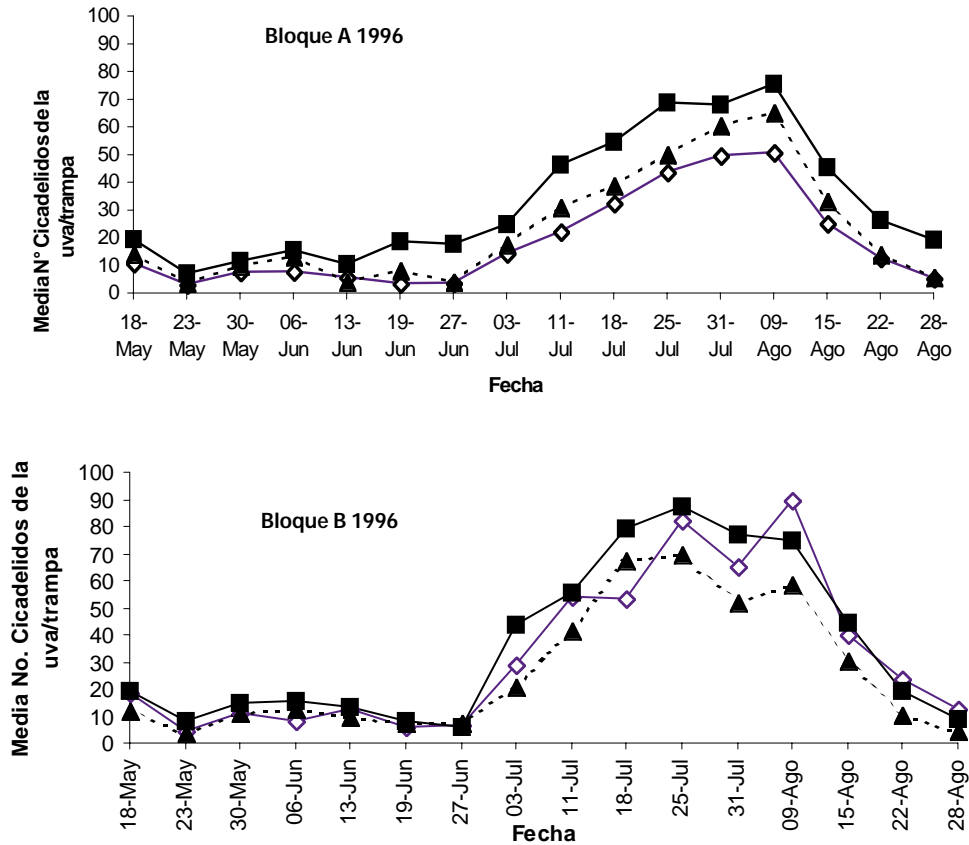 Bloque A 1996
Media N° Cicadelidos de la
uva/trampa
100
90
80
70
60
50
40
30
20
10
0
18- 23- 30- 06- 13- 19- 27- 03- 11- 18- 25- 31- 09- 15- 22- 28-
May May May Jun Jun Jun Jun Jul Jul Jul Jul Jul Ago Ago Ago Ago
Fecha
Bloque B 1996
Media No. Cicadelidos de la
uva/trampa
100
90
80
70
60
50
40
30
20
10
0
18-May
23-May
30-May
06-Jun
13-Jun
19-Jun
27-Jun
03-Jul
11-Jul
18-Jul
25-Jul
31-Jul
09-Ago
15-Ago
22-Ago
28-Ago
Fecha